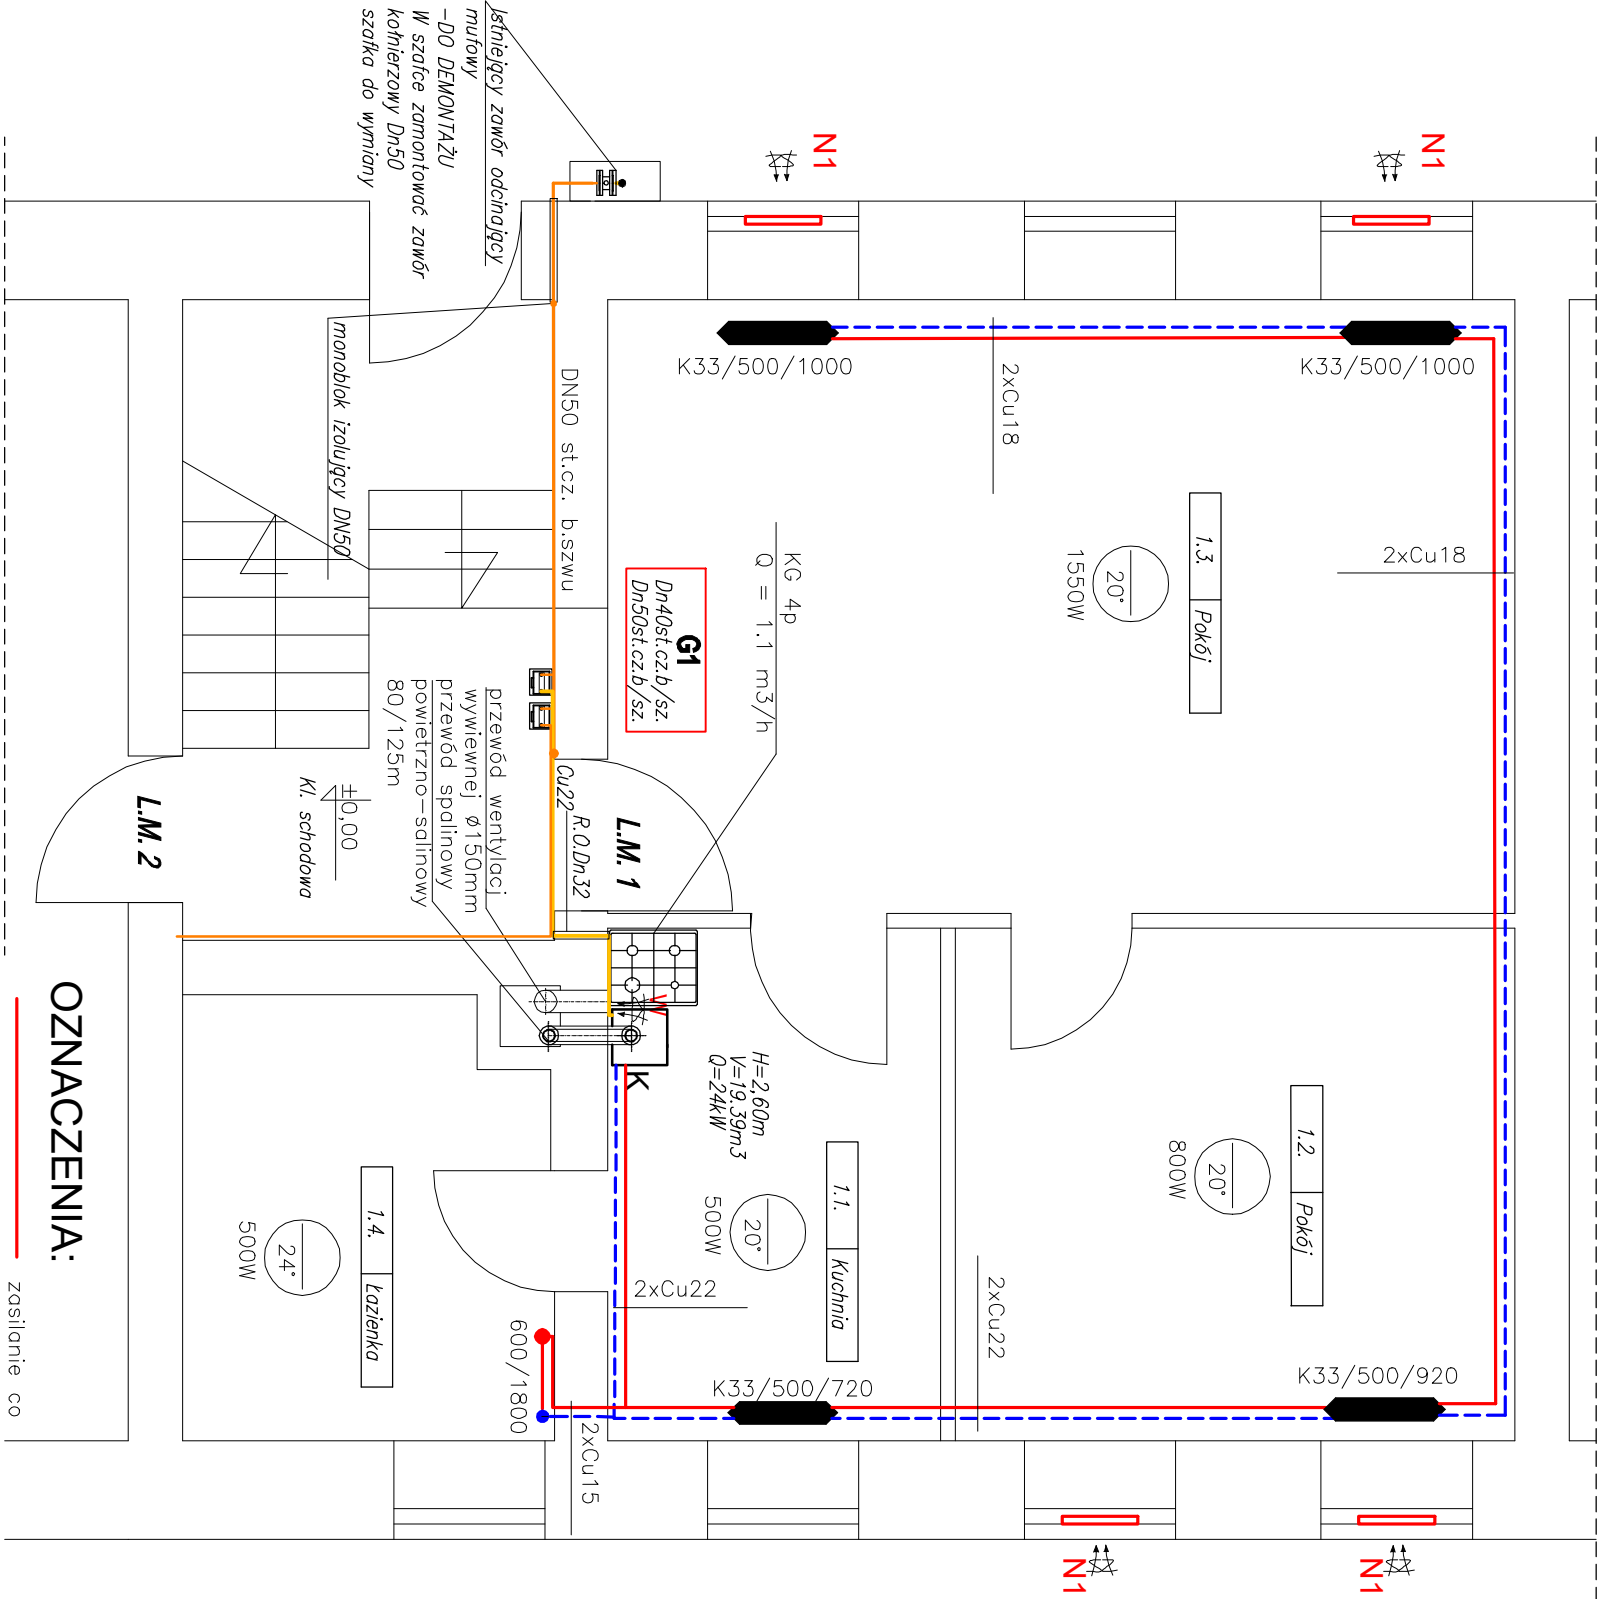 Istniejący zawór odcinający
mufowy
-DO DEMONTAŻU
W szafce zamontować zawór
kołnierzowy Dn50
szafka do wymiany
N1
N1
K33/500/1000
K33/500/1000
2xCu18
2xCu18
monoblok izolujący DN50
DN50 st.cz. b.szwu
KG 4p
Q = 1.1 m3/h
G1
Dn40st.cz.b/sz.
Dn50st.cz.b/sz.
1.3. Pokój
20°
1550W
przewód wentylacj
wywiewnej ø150mm
przewód spalinowy
powietrzno-salinowy
80/125m
±0,00
Kl. schodowa
L.M. 2
L.M. 1
Cu22
R.O.Dn32
V
K
H=2,60m
V=19.39m3
Q=24kW
1.2. Pokój
20°
800W
1.1. Kuchnia
20°
500W
1.4. Łazienka
24°
500W
2xCu22
2xCu22
K33/500/720
K33/500/920
600/1800
2xCu15
N1
N1
OZNACZENIA:
zasilanie co